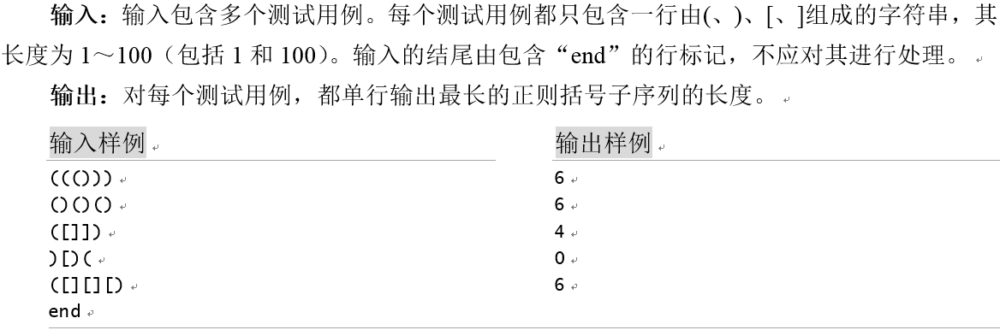 输入：输入包含多个测试用例。每个测试用例都只包含一行由(、)、[、]组成的字符串，其
长度为 1～100（包括 1 和 100）。输入的结尾由包含“end”的行标记，不应对其进行处理。
输出：对每个测试用例，都单行输出最长的正则括号子序列的长度。
输入样例 输出样例
((())) 6
()()() 6
([]]) 4
)[)( 0
([][][) 6
end